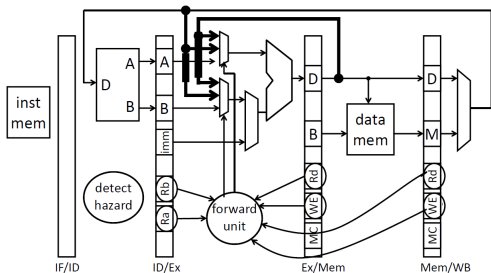 inst
mem
D
A
B
detect
hazard
IF/ID
A
B
imm
Rb
Ra
ID/Ex
forward
unit
D
B
Rd
WE
MC
Ex/Mem
data
mem
D
M
Rd
WE
MC
Mem/WB